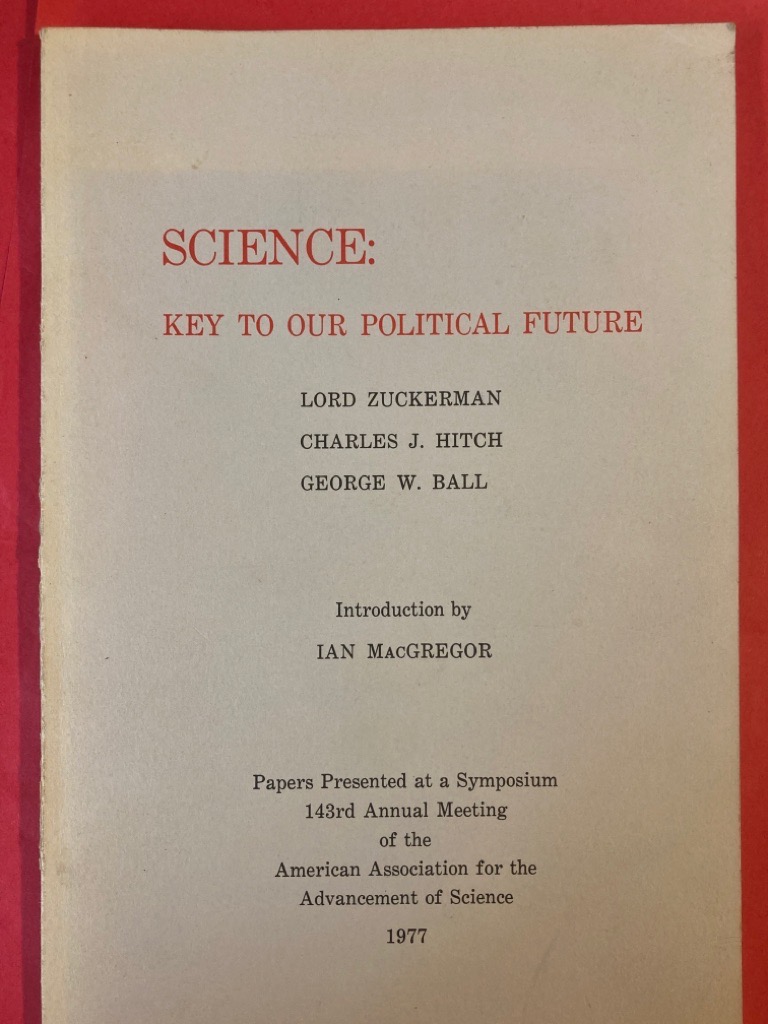 SCIENCE:
KEY TO OUR POLITICAL FUTURE
LORD ZUCKERMAN
CHARLES J. HITCH
GEORGE W. BALL
Introduction by
IAN MACGREGOR
Papers Presented at a Symposium
143rd Annual Meeting
of the
American Association for the
Advancement of Science
1977